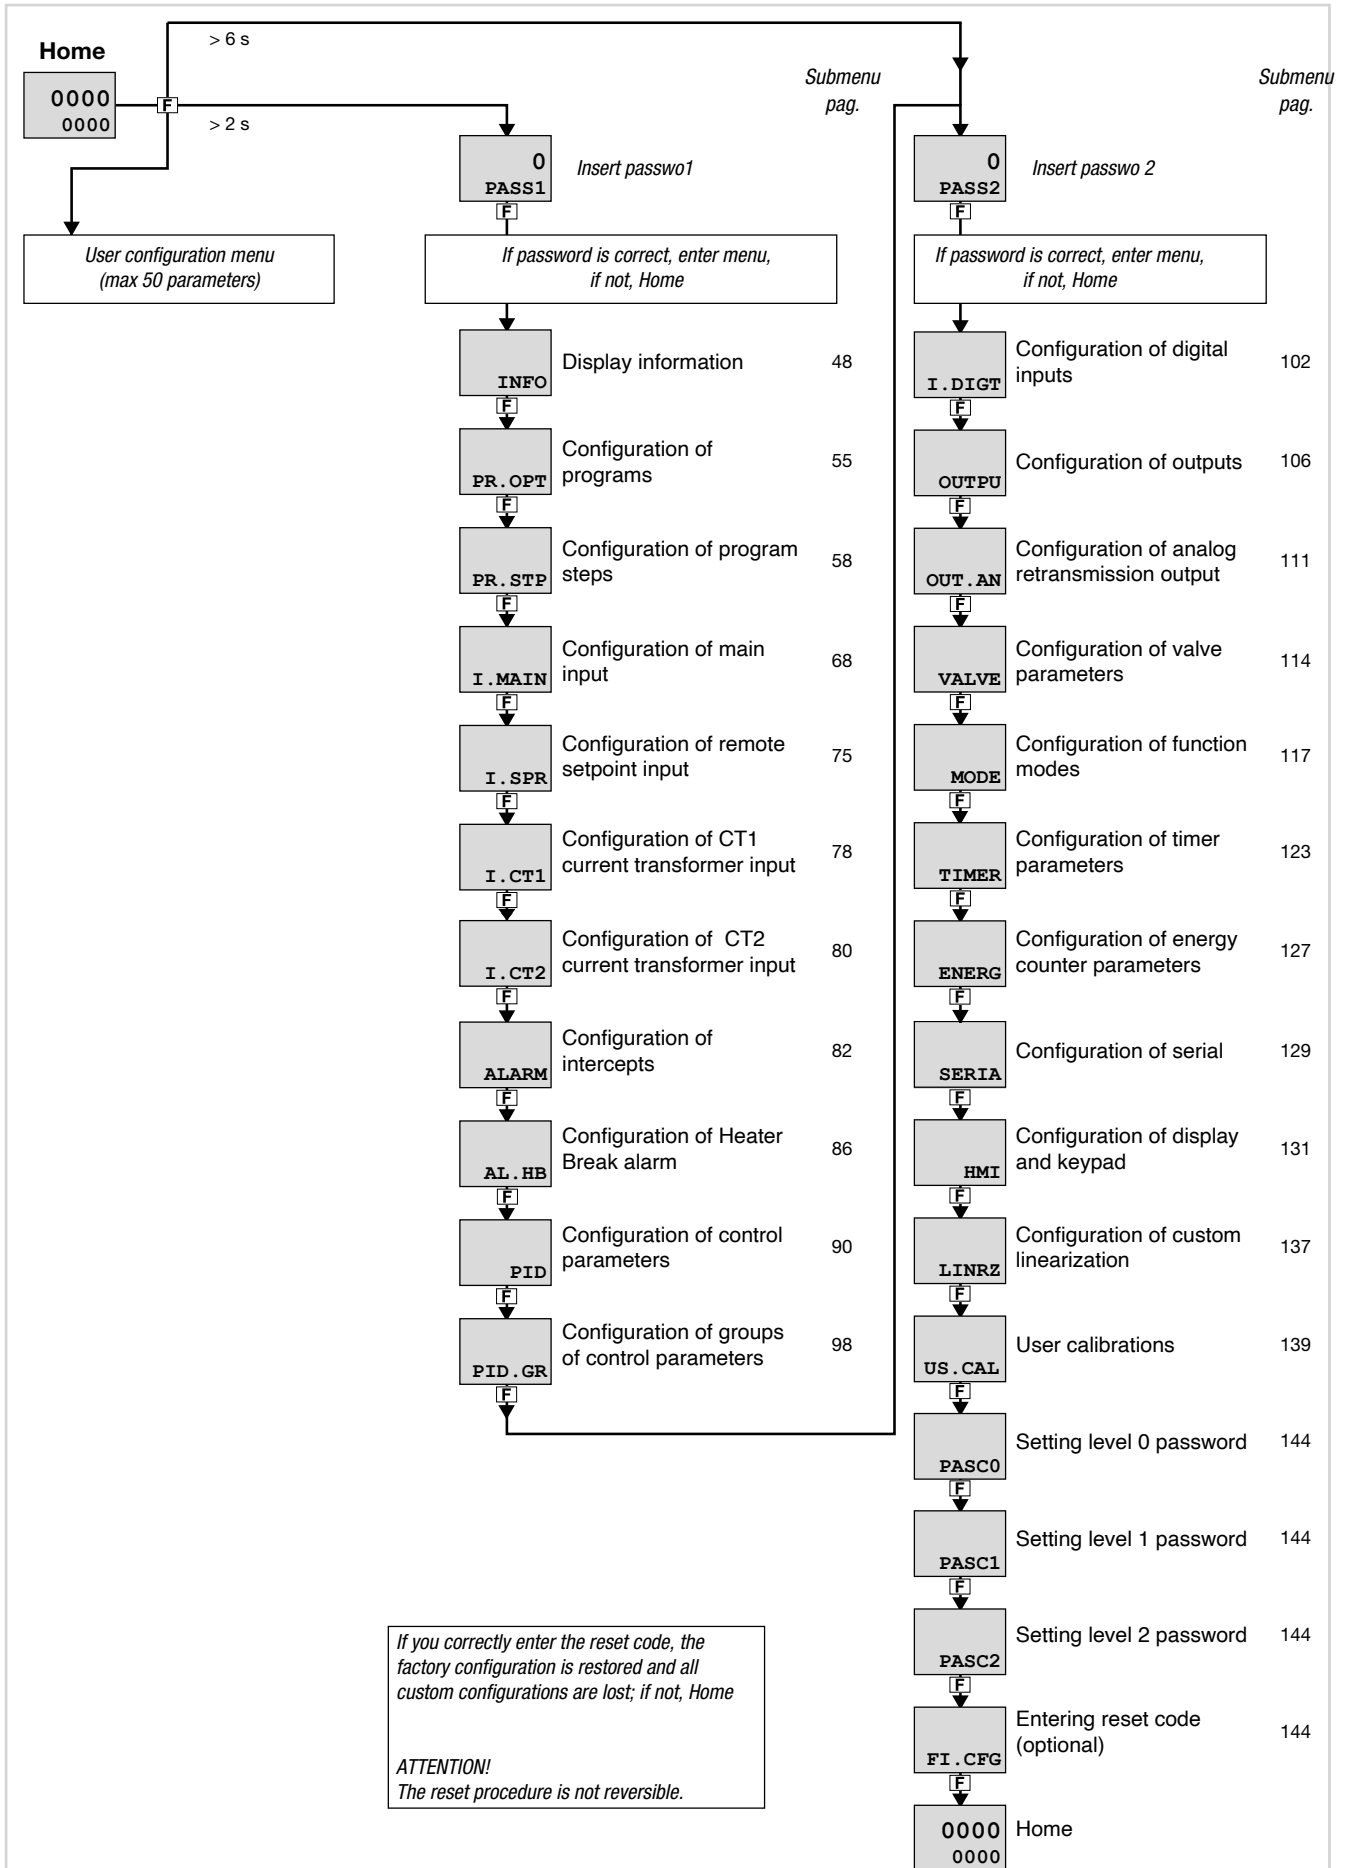 Home
0000
0000
F
> 6 s
> 2 s
User configuration menu
(max 50 parameters)
Submenu
pag.
0
PASS1
Insert passwo1
F
If password is correct, enter menu,
if not, Home
INFO
Display information
48
F
PR.OPT
Configuration of
programs
55
F
PR.STP
Configuration of program
steps
58
F
I.MAIN
Configuration of main
input
68
F
I.SPR
Configuration of remote
setpoint input
75
F
I.CT1
Configuration of CT1
current transformer input
78
F
I.CT2
Configuration of CT2
current transformer input
80
F
ALARM
Configuration of
intercepts
82
F
AL.HB
Configuration of Heater
Break alarm
86
F
PID
Configuration of control
parameters
90
F
PID.GR
Configuration of groups
of control parameters
98
F
Submenu
pag.
0
PASS2
Insert passwo 2
F
If password is correct, enter menu,
if not, Home
I.DIGT
Configuration of digital
inputs
102
F
OUTPU
Configuration of outputs
106
F
OUT.AN
Configuration of analog
retransmission output
111
F
VALVE
Configuration of valve
parameters
114
F
MODE
Configuration of function
modes
117
F
TIMER
Configuration of timer
parameters
123
F
ENERG
Configuration of energy
counter parameters
127
F
SERIA
Configuration of serial
129
F
HMI
Configuration of display
and keypad
131
F
LINRZ
Configuration of custom
linearization
137
F
US.CAL
User calibrations
139
F
PASC0
Setting level 0 password
144
F
PASC1
Setting level 1 password
144
F
PASC2
Setting level 2 password
144
F
FI.CFG
Entering reset code
(optional)
144
F
0000
0000
Home
If you correctly enter the reset code, the
factory configuration is restored and all
custom configurations are lost; if not, Home
ATTENTION!
The reset procedure is not reversible.